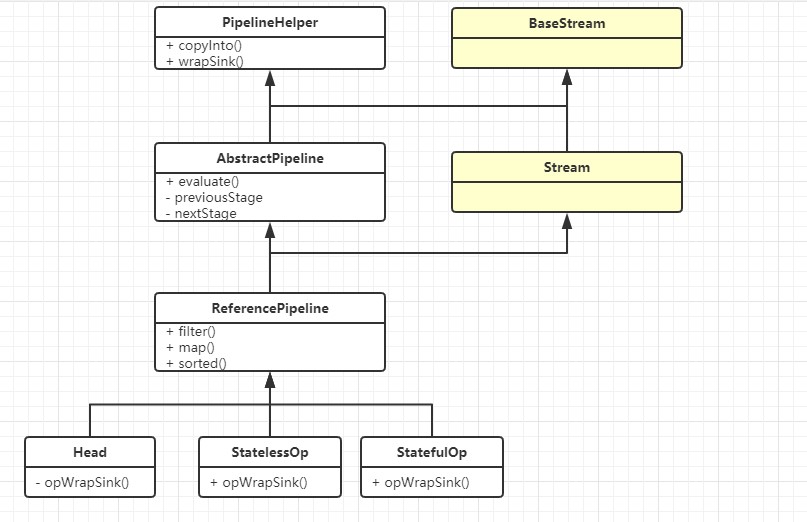 PipelineHelper
+ copyInto()
+ wrapSink()
BaseStream
AbstractPipeline
+ evaluate()
- previousStage
- nextStage
Stream
ReferencePipeline
+ filter()
+ map()
+ sorted()
Head
- opWrapSink()
StatelessOp
+ opWrapSink()
StatefulOp
+ opWrapSink()